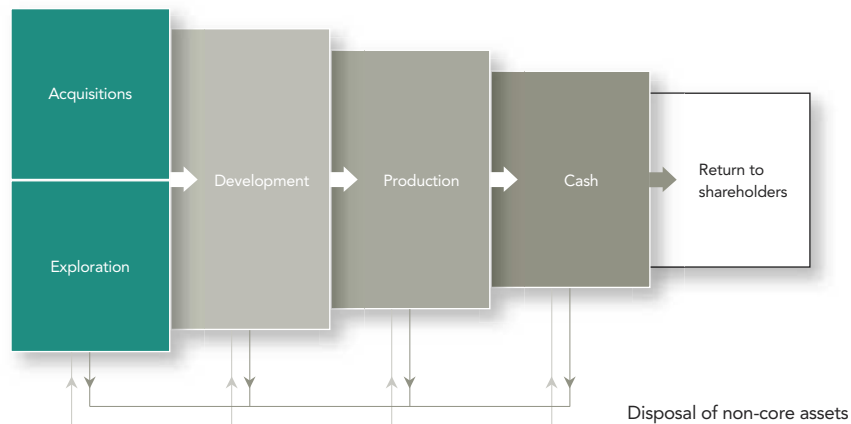 Acquisitions
Exploration
Development
Production
Cash
Return to
shareholders
Disposal of non-core assets